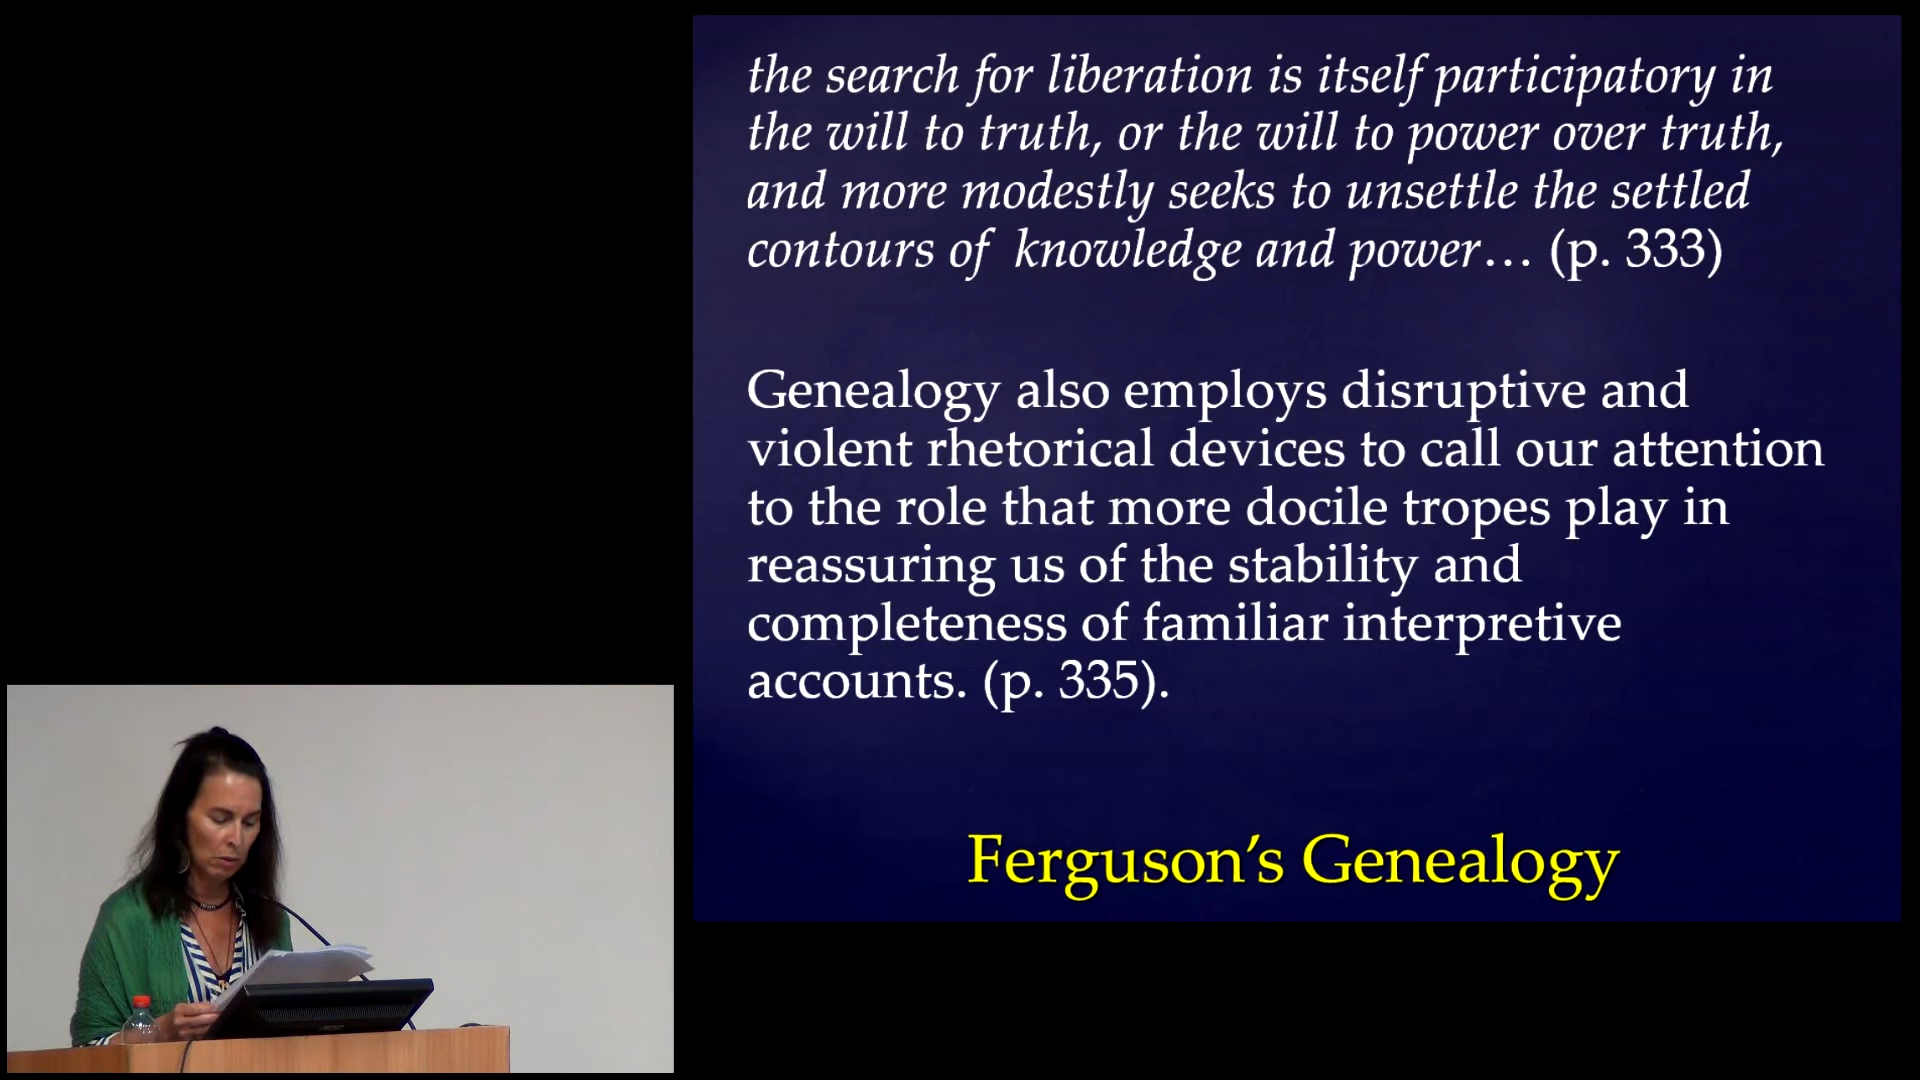 the search for liberation is itself participatory in
the will to truth, or the will to power over truth,
and more modestly seeks to unsettle the settled
contours of knowledge and power… (p. 333)
Genealogy also employs disruptive and
violent rhetorical devices to call our attention
to the role that more docile tropes play in
reassuring us of the stability and
completeness of familiar interpretive
accounts. (p. 335).
Ferguson’s Genealogy